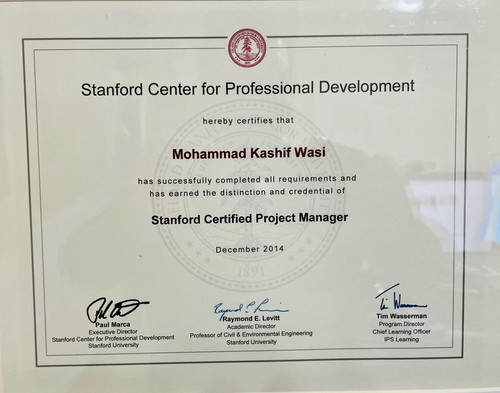 Stanford Center for Professional Development
hereby certifies that
Mohammad Kashif Wasi
has successfully completed all requirements and
has earned the distinction and credential of
Stanford Certified Project Manager
December 2014
1891
Paul Marca
Executive Director
Stanford Center for Professional Development
Stanford University
Raymond E. Levitt
Academic Director
Professor of Civil & Environmental Engineering
Stanford University
Tim Wasserman
Program Director
Chief Learning Officer
IPS Learning